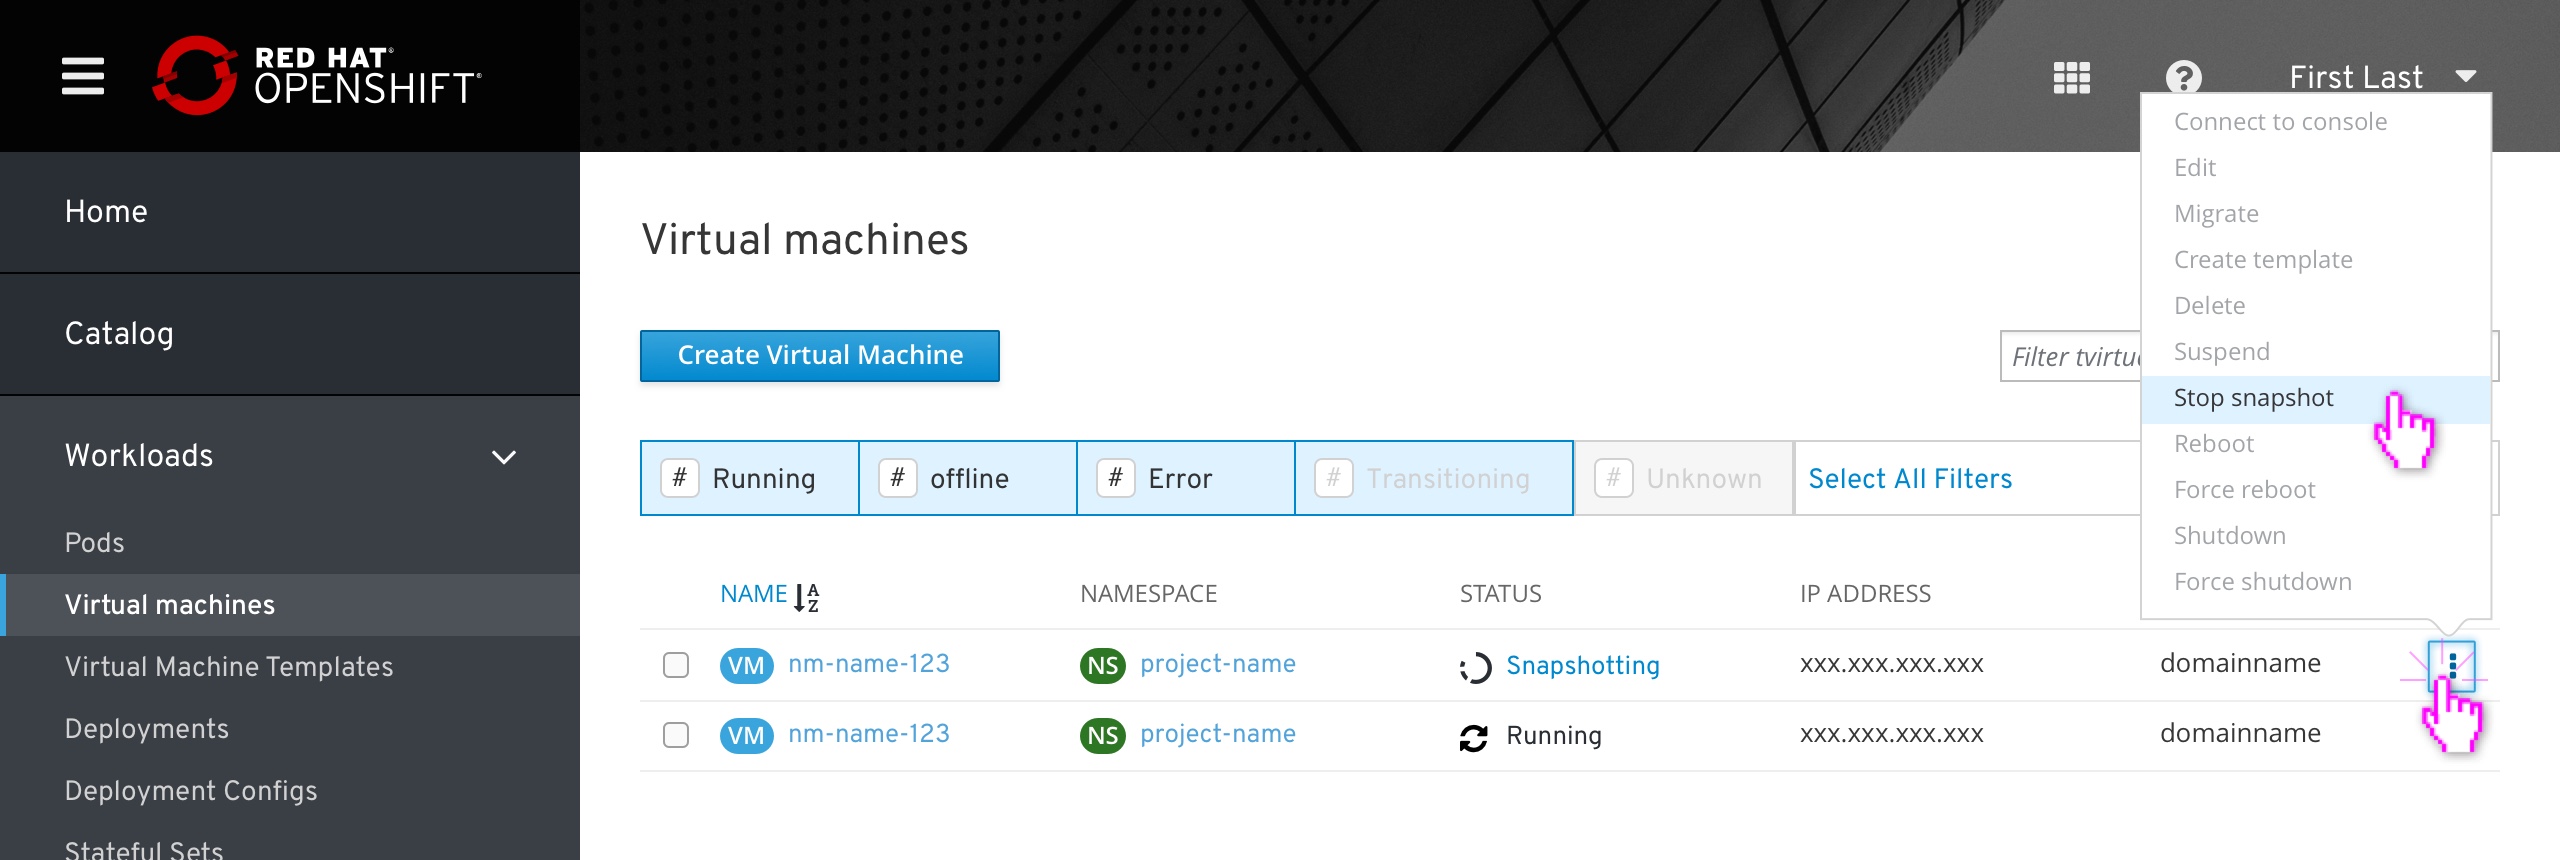 RED HAT®
OPENSHIFT®
First Last
Home
Catalog
Workloads
Pods
Virtual machines
Virtual Machine Templates
Deployments
Deployment Configs
Stateful Sets
Virtual machines
Create Virtual Machine
Filter tvirtu
# Running
# offline
# Error
# Transitioning
# Unknown
Select All Filters
Connect to console
Edit
Migrate
Create template
Delete
Suspend
Stop snapshot
Reboot
Force reboot
Shutdown
Force shutdown
NAME AZ NAMESPACE STATUS IP ADDRESS
VM nm-name-123 NS project-name Snapshotting xxx.xxx.xxx.xxx domainname
VM nm-name-123 NS project-name Running xxx.xxx.xxx.xxx domainname